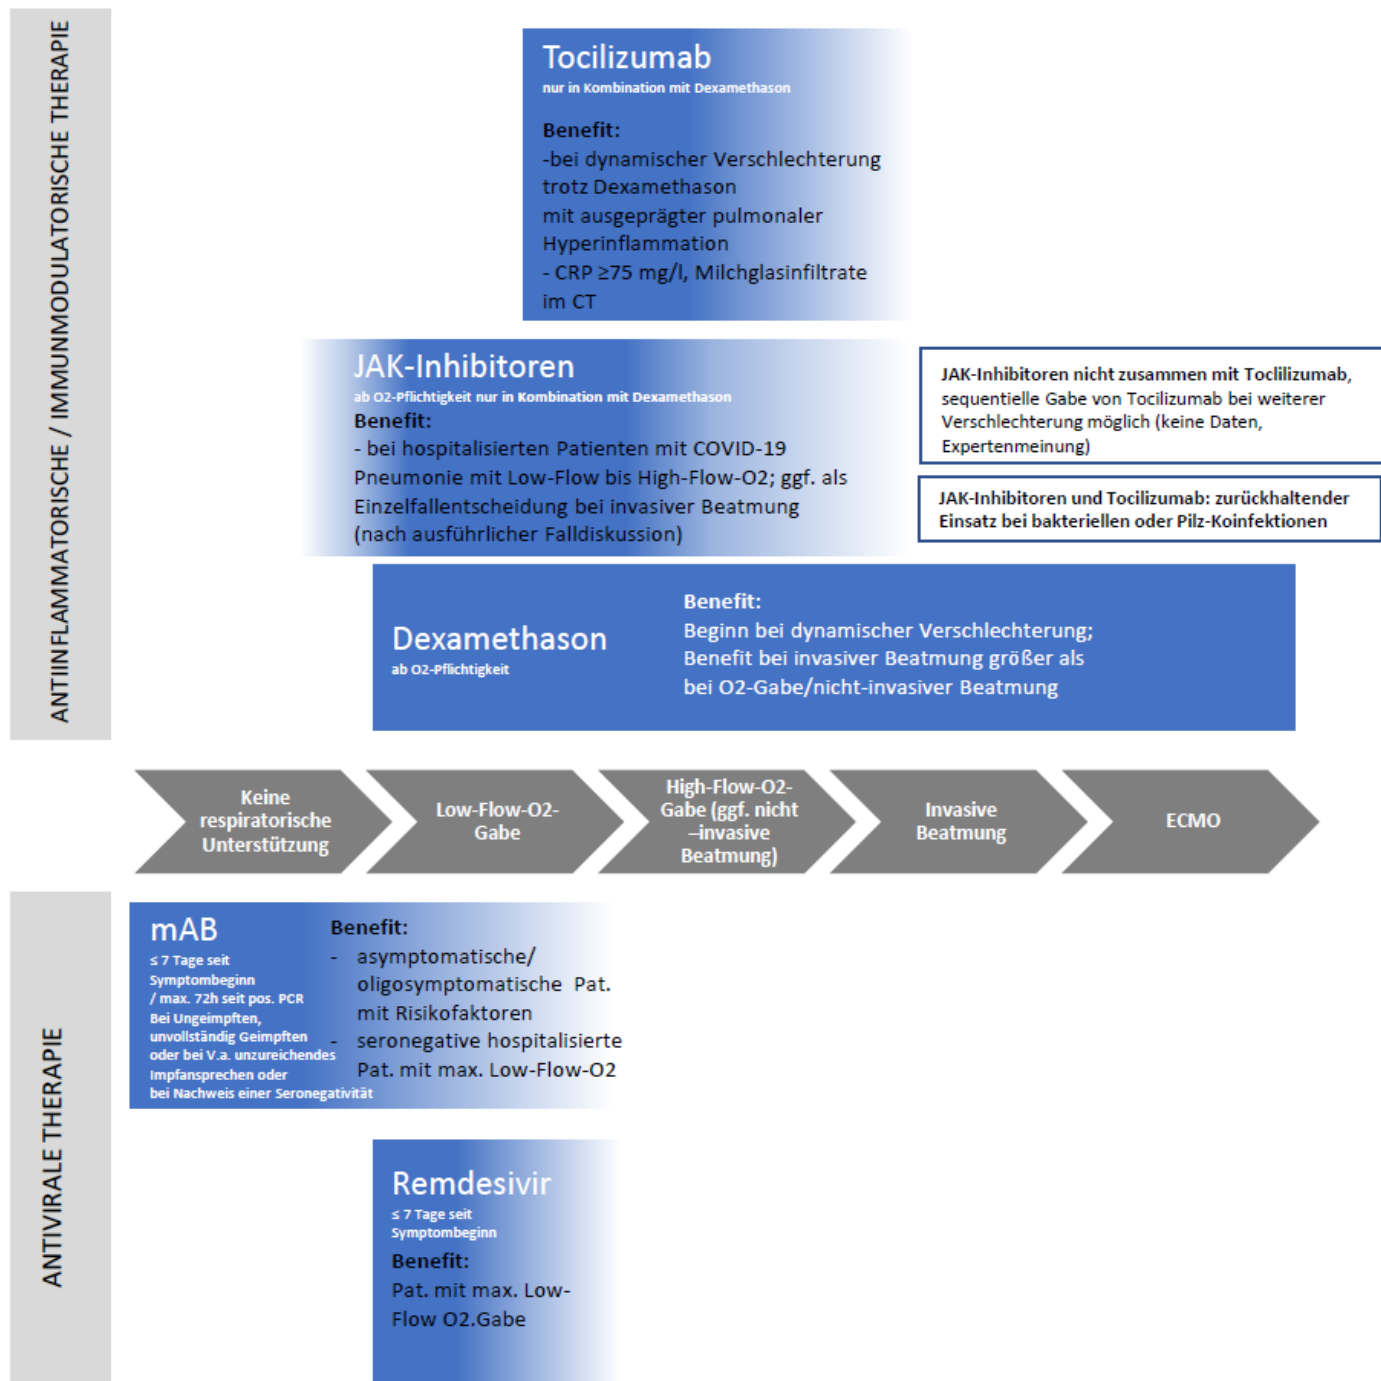 ANTIINFLAMMATORISCHE / IMMUNMODULATORISCHE THERAPIE
Tocilizumab
nur in Kombination mit Dexamethason
Benefit:
-bei dynamischer Verschlechterung
trotz Dexamethason
mit ausgeprägter pulmonaler
Hyperinflammation
- CRP ≥75 mg/l, Milchglasinfiltrate
im CT
JAK-Inhibitoren
ab O2-Pflichtigkeit nur in Kombination mit Dexamethason
Benefit:
- bei hospitalisierten Patienten mit COVID-19
Pneumonie mit Low-Flow bis High-Flow-O2; ggf. als
Einzelfallentscheidung bei invasiver Beatmung
(nach ausführlicher Falldiskussion)
JAK-Inhibitoren nicht zusammen mit Toclilizumab,
sequentielle Gabe von Tocilizumab bei weiterer
Verschlechterung möglich (keine Daten,
Expertenmeinung)
JAK-Inhibitoren und Tocilizumab: zurückhaltender
Einsatz bei bakteriellen oder Pilz-Koinfektionen
Dexamethason
ab O2-Pflichtigkeit
Benefit:
Beginn bei dynamischer Verschlechterung;
Benefit bei invasiver Beatmung größer als
bei O2-Gabe/nicht-invasiver Beatmung
Keine
respiratorische
Unterstützung
Low-Flow-O2-
Gabe
High-Flow-O2-
Gabe (ggf. nicht
–invasive
Beatmung)
Invasive
Beatmung
ECMO
ANTIVIRALE THERAPIE
mAB
≤ 7 Tage seit
Symptombeginn
/ max. 72h seit pos. PCR
Bei Ungeimpften,
unvollständig Geimpften
oder bei V.a. unzureichendes
Impfansprechen oder
bei Nachweis einer Seronegativität
Benefit:
- asymptomatische/
oligosymptomatische Pat.
mit Risikofaktoren
- seronegative hospitalisierte
Pat. mit max. Low-Flow-O2
Remdesivir
≤ 7 Tage seit
Symptombeginn
Benefit:
Pat. mit max. Low-
Flow O2.Gabe